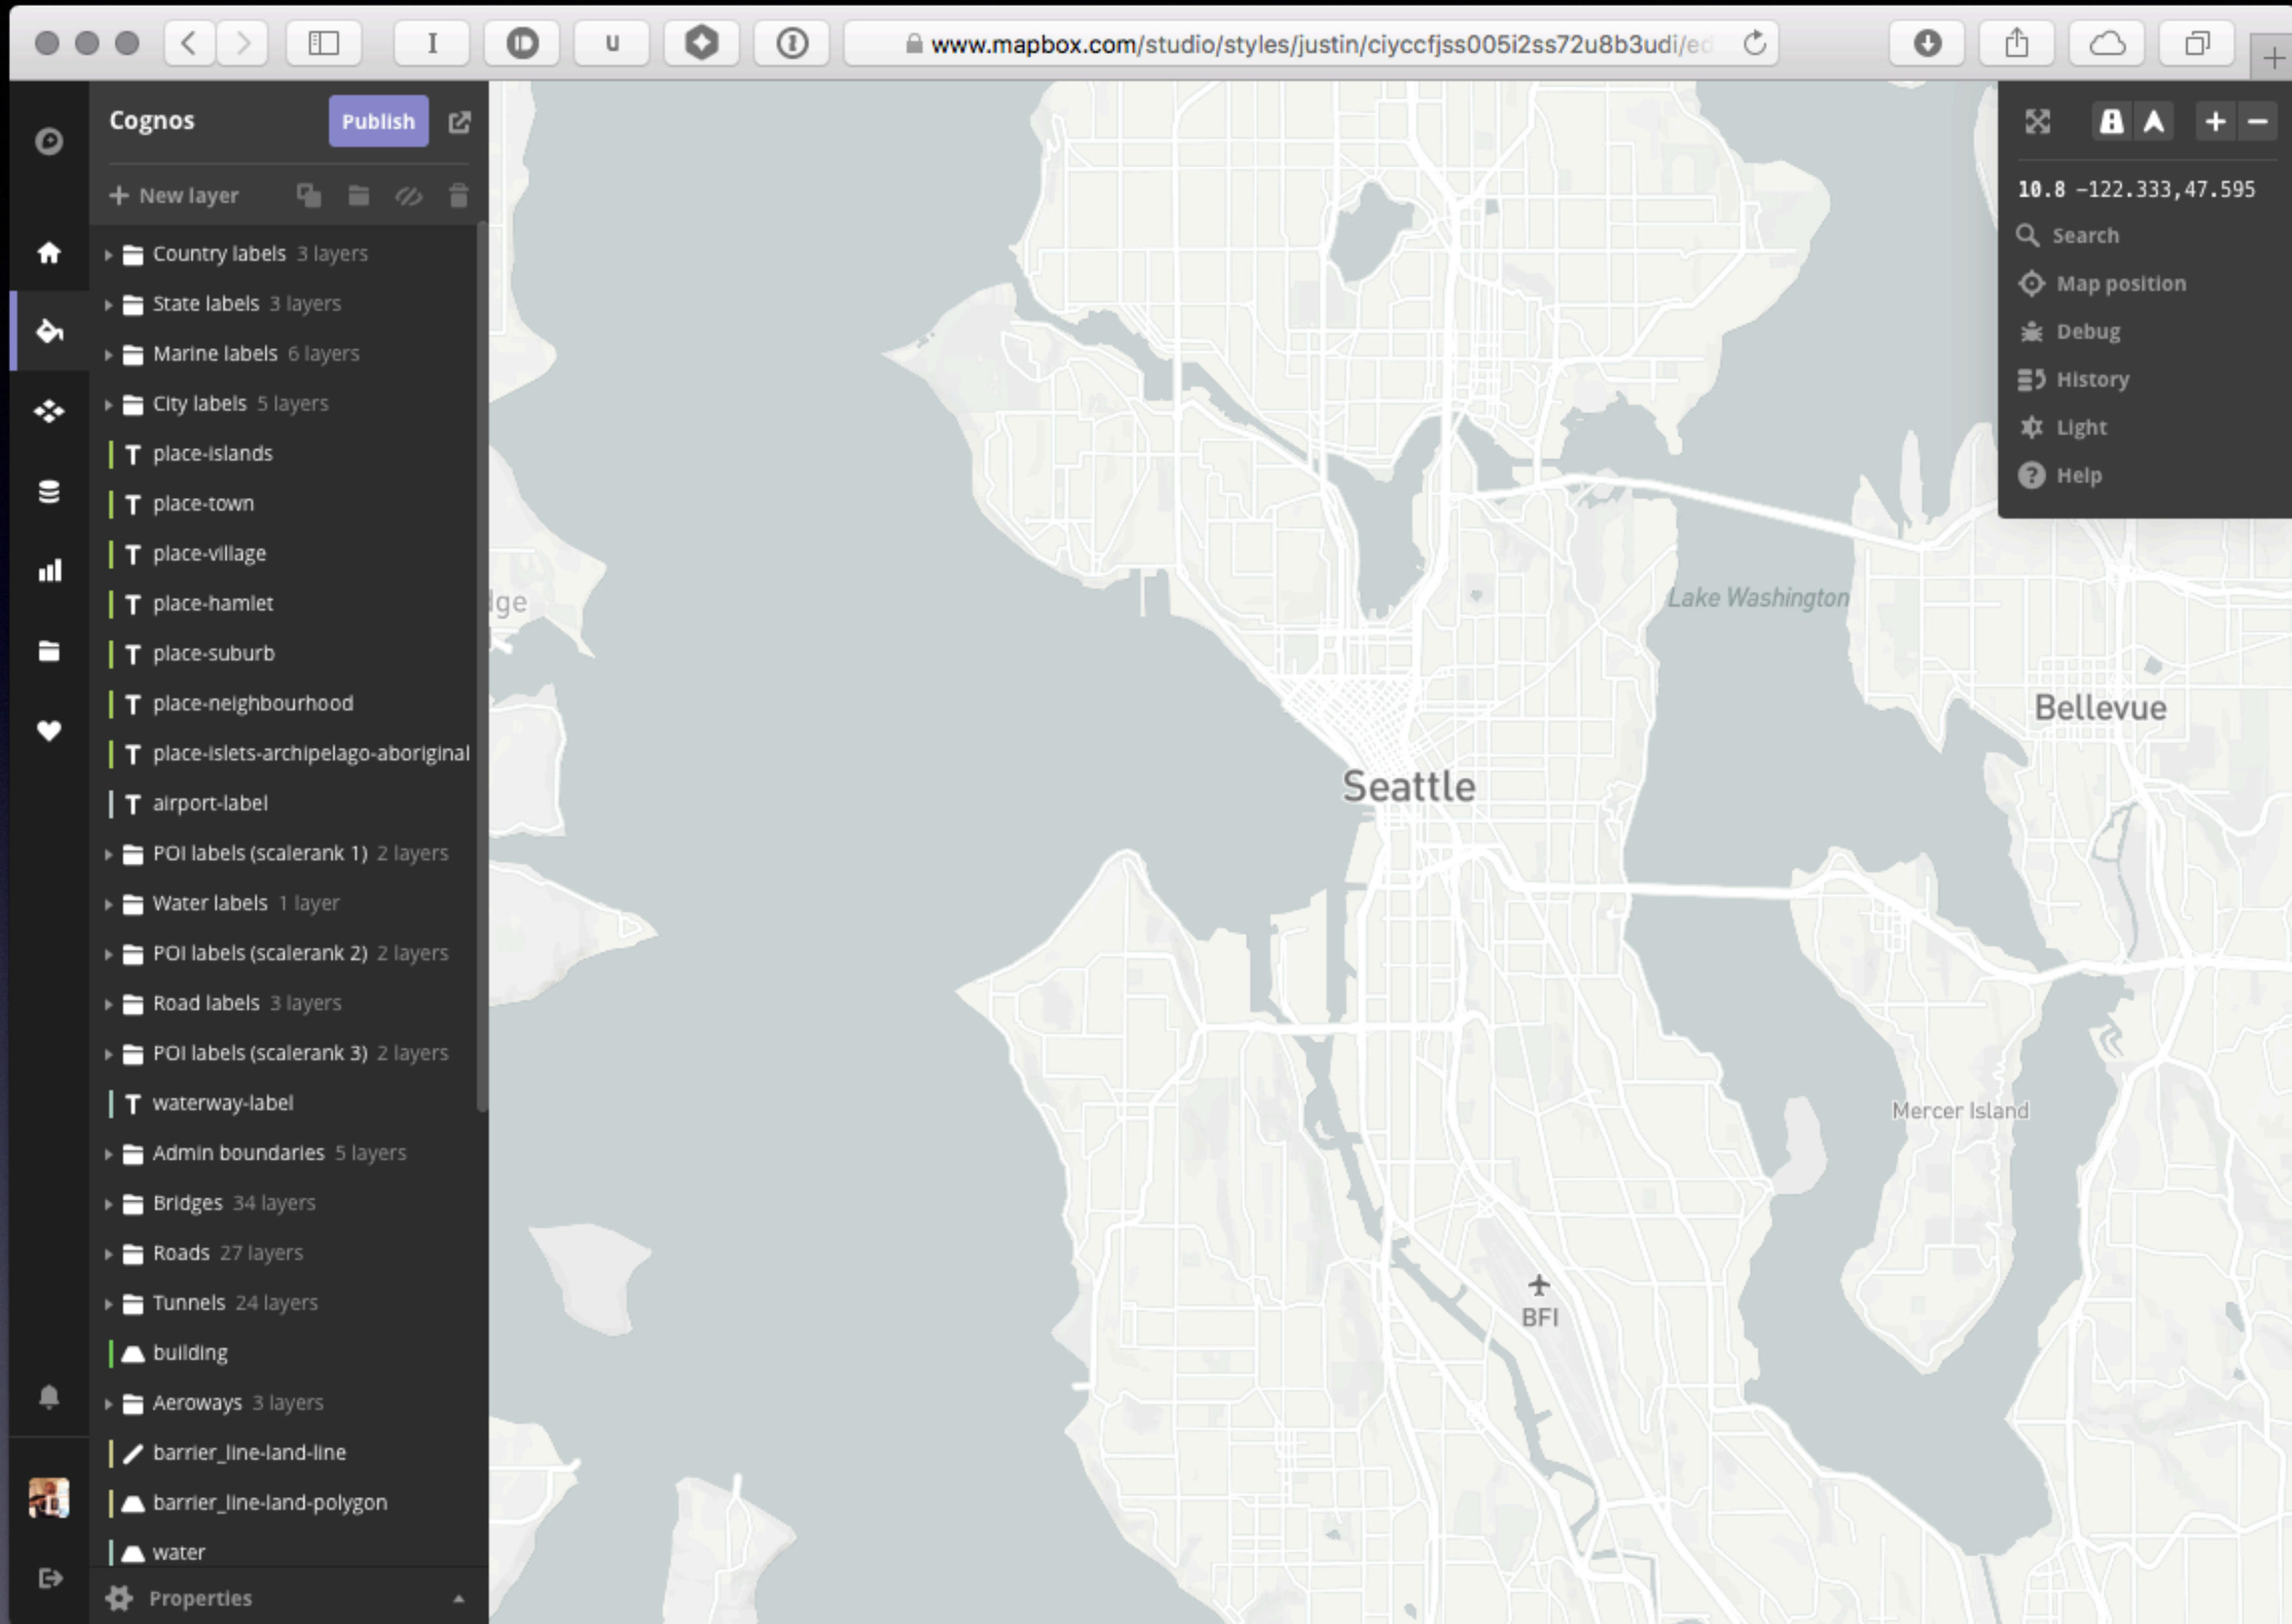 www.mapbox.com/studio/styles/justin/ciyccfjss005i2ss72u8b3udi/ed
Cognos
Publish
New layer
Country labels 3 layers
State labels 3 layers
Marine labels 6 layers
City labels 5 layers
place-islands
place-town
place-village
place-hamlet
place-suburb
place-neighbourhood
place-islets-archipelago-aboriginal
airport-label
POI labels (scalerank 1) 2 layers
Water labels 1 layer
POI labels (scalerank 2) 2 layers
Road labels 3 layers
POI labels (scalerank 3) 2 layers
waterway-label
Admin boundaries 5 layers
Bridges 34 layers
Roads 27 layers
Tunnels 24 layers
building
Aeroways 3 layers
barrier_line-land-line
barrier_line-land-polygon
water
Properties
10.8 -122.333,47.595
Search
Map position
Debug
History
Light
Help
Lake Washington
Bellevue
Seattle
Mercer Island
BFI